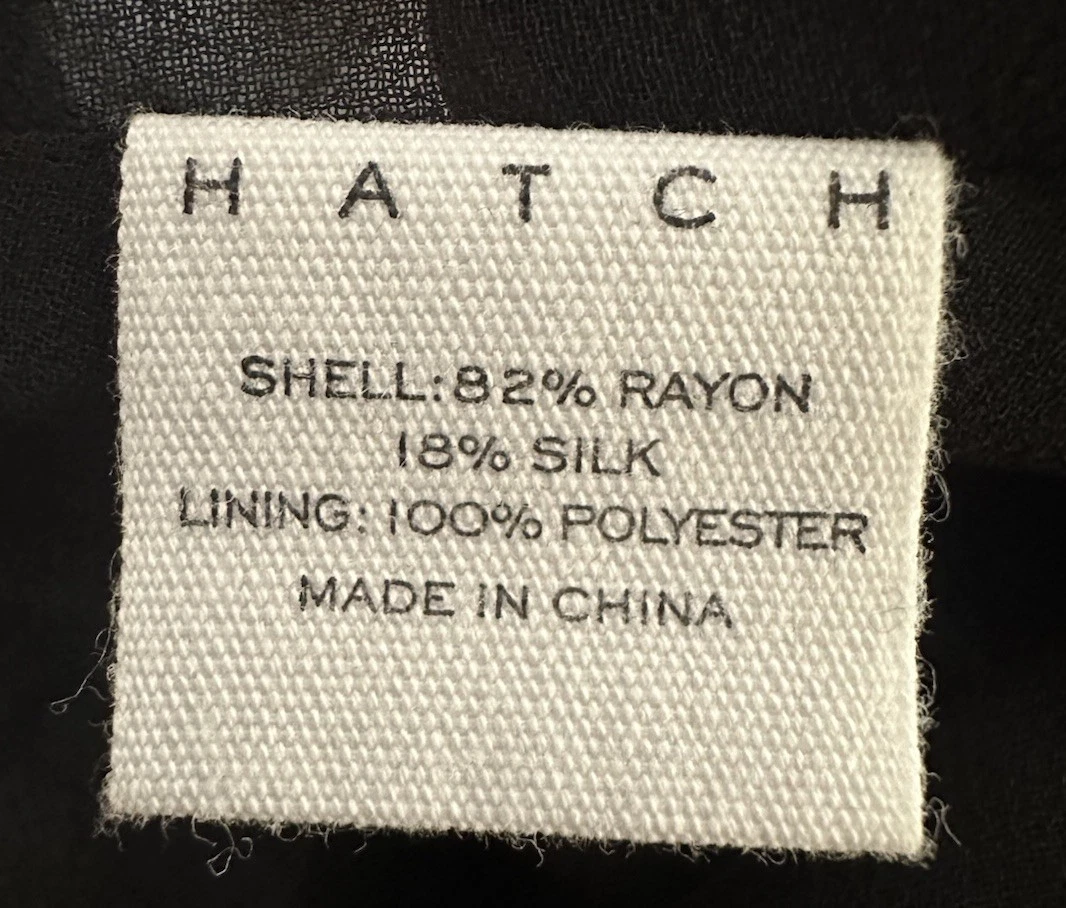 HATCH
SHELL: 82% RAYON
18% SILK
LINING: 100% POLYESTER
MADE IN CHINA